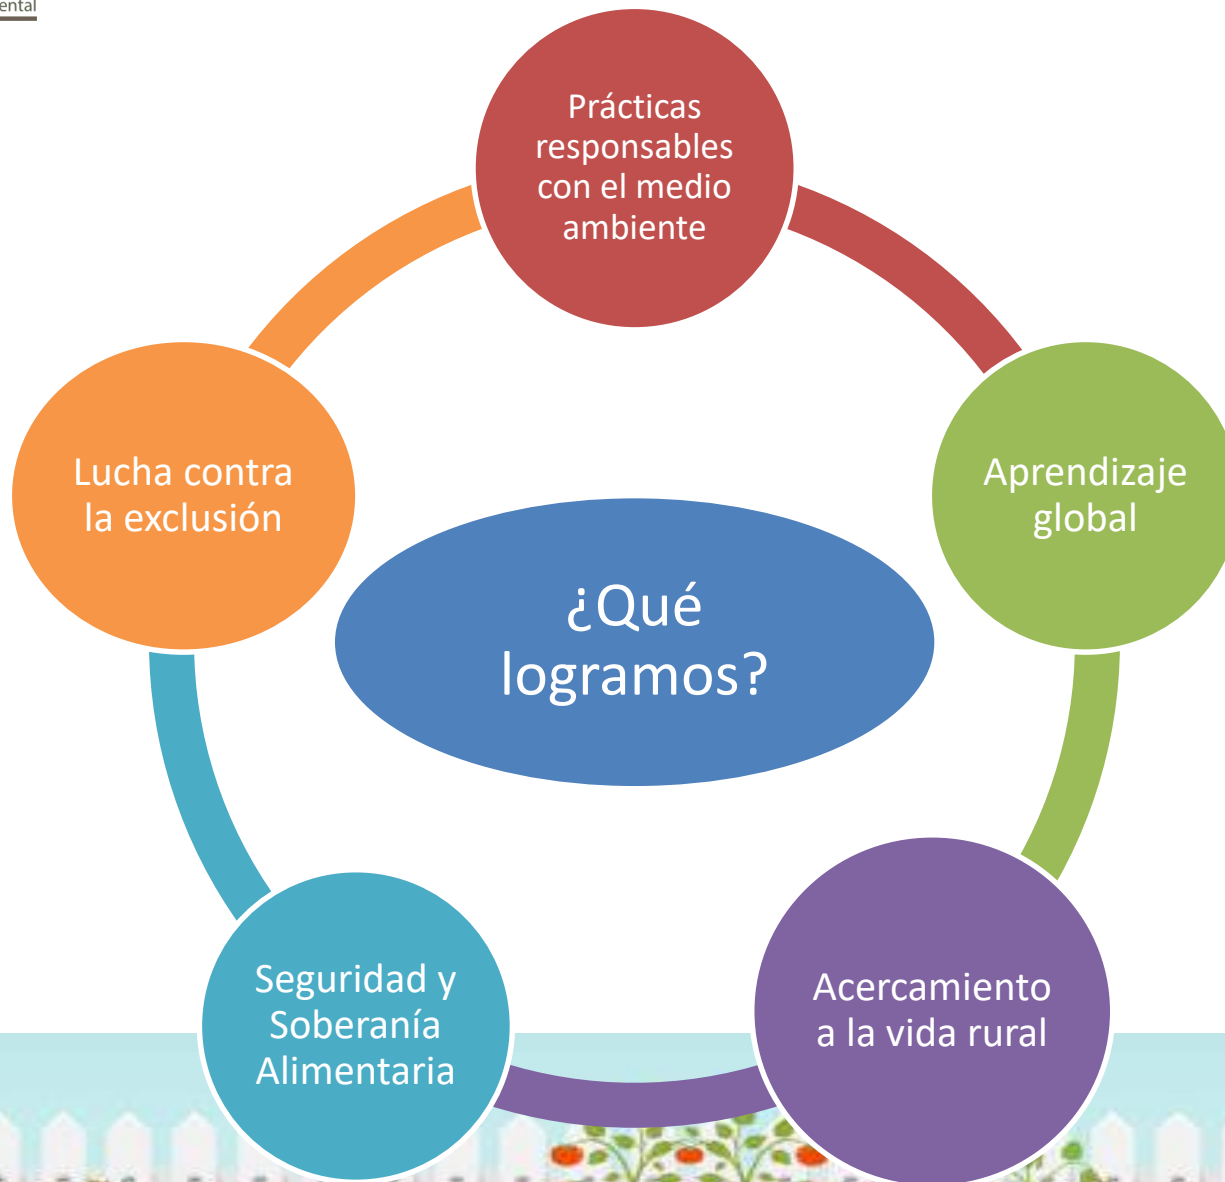 Prácticas
responsables
con el medio
ambiente
Aprendizaje
global
Lucha contra
la exclusión
¿Qué
logramos?
Seguridad y
Soberanía
Alimentaria
Acercamiento
a la vida rural